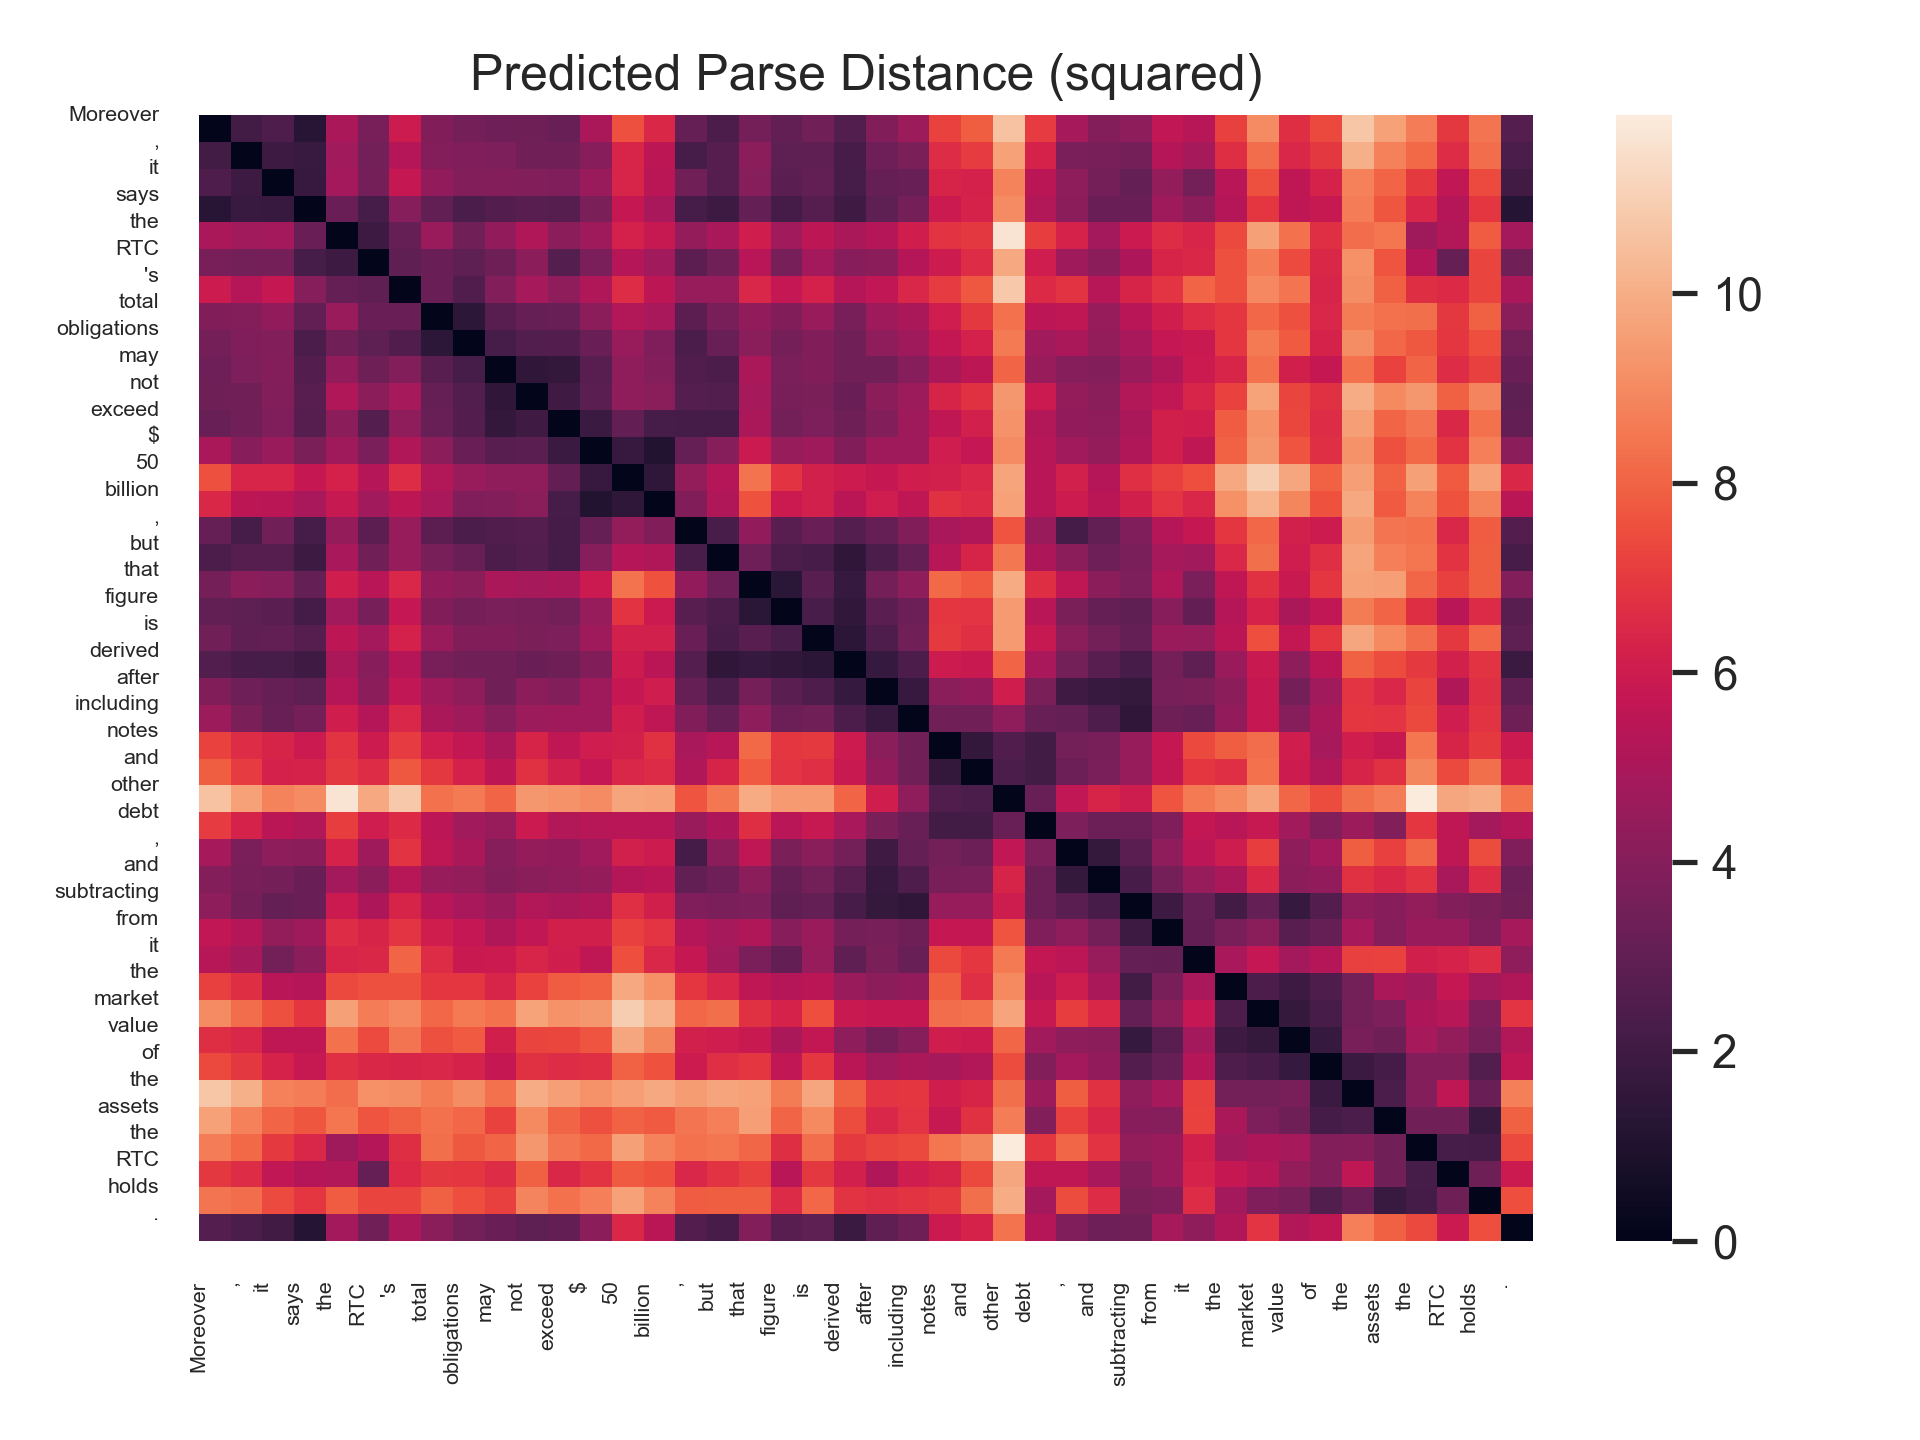 Predicted Parse Distance (squared)
Moreover
,
it
says
the
RTC
's
total
obligations
may
not
exceed
$
50
billion
,
but
that
figure
is
derived
after
including
notes
and
other
debt
,
and
subtracting
from
it
the
market
value
of
the
assets
the
RTC
holds
.
10
8
6
4
2
0
Moreover
,
it
says
the
RTC
's
total
obligations
may
not
exceed
$
50
billion
,
but
that
figure
is
derived
after
including
notes
and
other
debt
,
and
subtracting
from
it
the
market
value
of
the
assets
the
RTC
holds
.